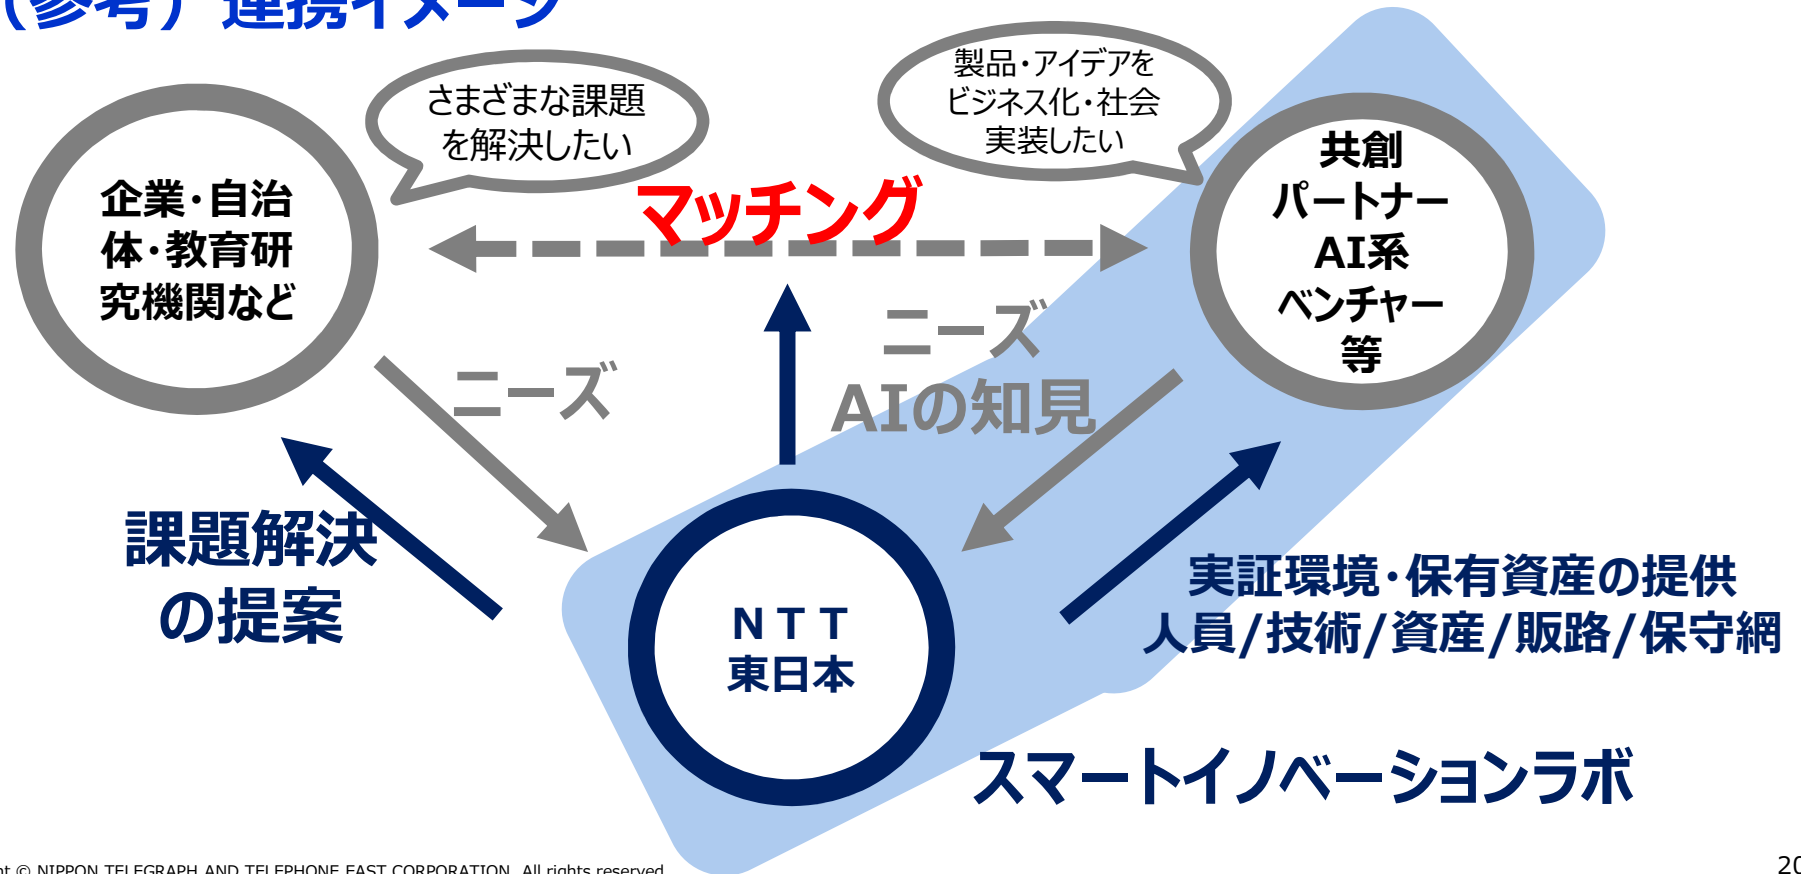 （参考）連携イメージ
さまざまな課題
を解決したい
製品・アイデアを
ビジネス化・社会
実装したい
企業・自治
体・教育研
究機関など
マッチング
共創
パートナー
AI系
ベンチャー
等
ニーズ
ニーズ
AIの知見
課題解決
の提案
ＮＴＴ
東日本
実証環境・保有資産の提供
人員/技術/資産/販路/保守網
スマートイノベーションラボ
© NIPPON TELEGRAPH AND TELEPHONE EAST CORPORATION. All rights reserved